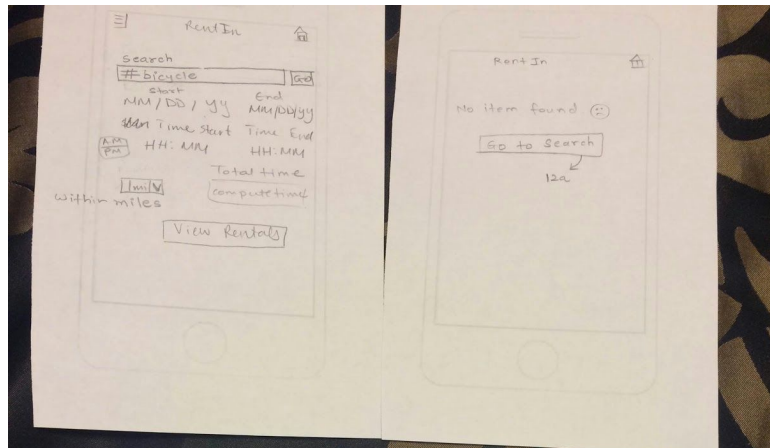 Rent In
search
#bicycle Go
Start End
MM/DD/YY MM/DD/YY
Time Start Time End
AM
PM
HH:MM HH:MM
Total time
1mi V compute time
within miles
View Rentals
Rent In
No item found
Go to Search
12a